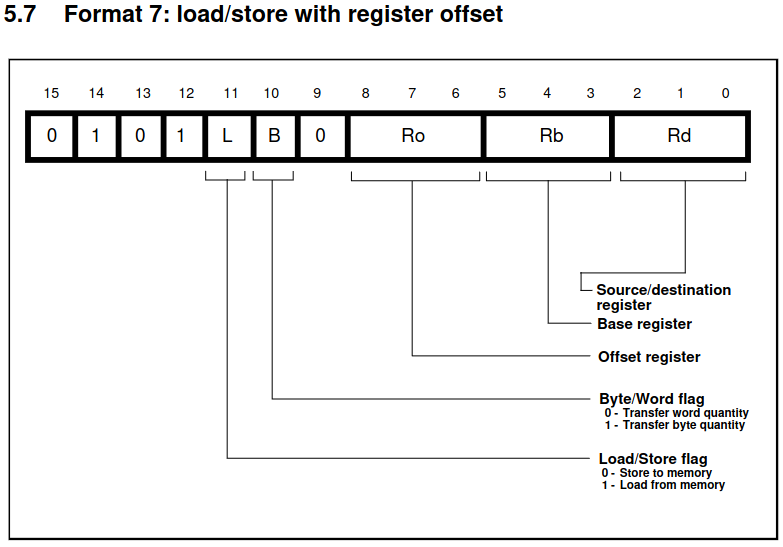 5.7 Format 7: load/store with register offset
15 14 13 12 11 10 9 8 7 6 5 4 3 2 1 0
0 1 0 1 L B 0 Ro Rb Rd
Source/destination
register
Base register
Offset register
Byte/Word flag
0 - Transfer word quantity
1 - Transfer byte quantity
Load/Store flag
0 - Store to memory
1 - Load from memory